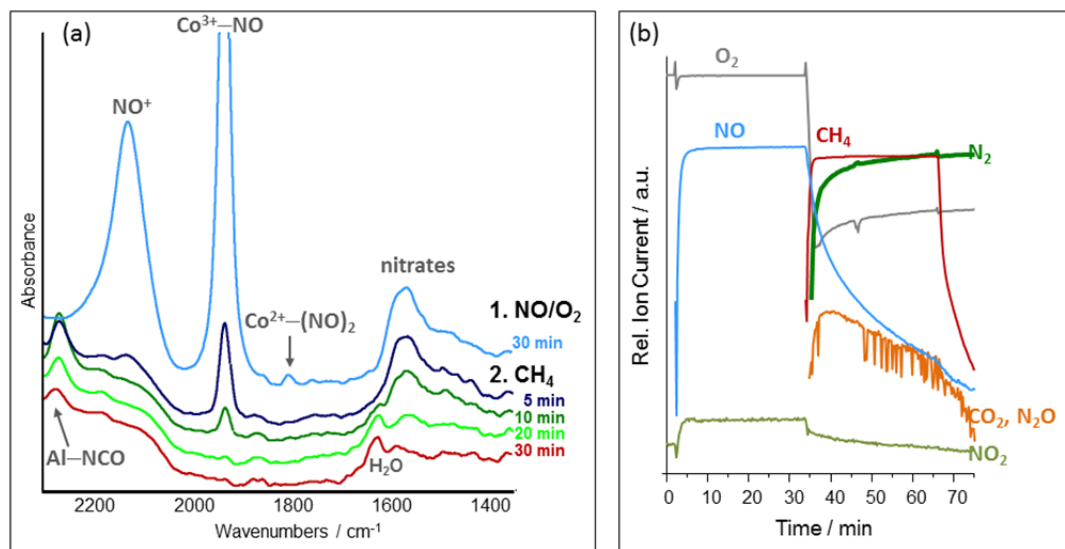 (a)
Co³⁺—NO
NO⁺
nitrates
1. NO/O₂
30 min
Co²⁺—(NO)₂
2. CH₄
5 min
10 min
20 min
30 min
Al—NCO
H₂O
Absorbance
2200 2000 1800 1600 1400
Wavenumbers / cm⁻¹
(b)
O₂
NO
CH₄
N₂
CO₂, N₂O
NO₂
Rel. Ion Current / a.u.
0 10 20 30 40 50 60 70
Time / min